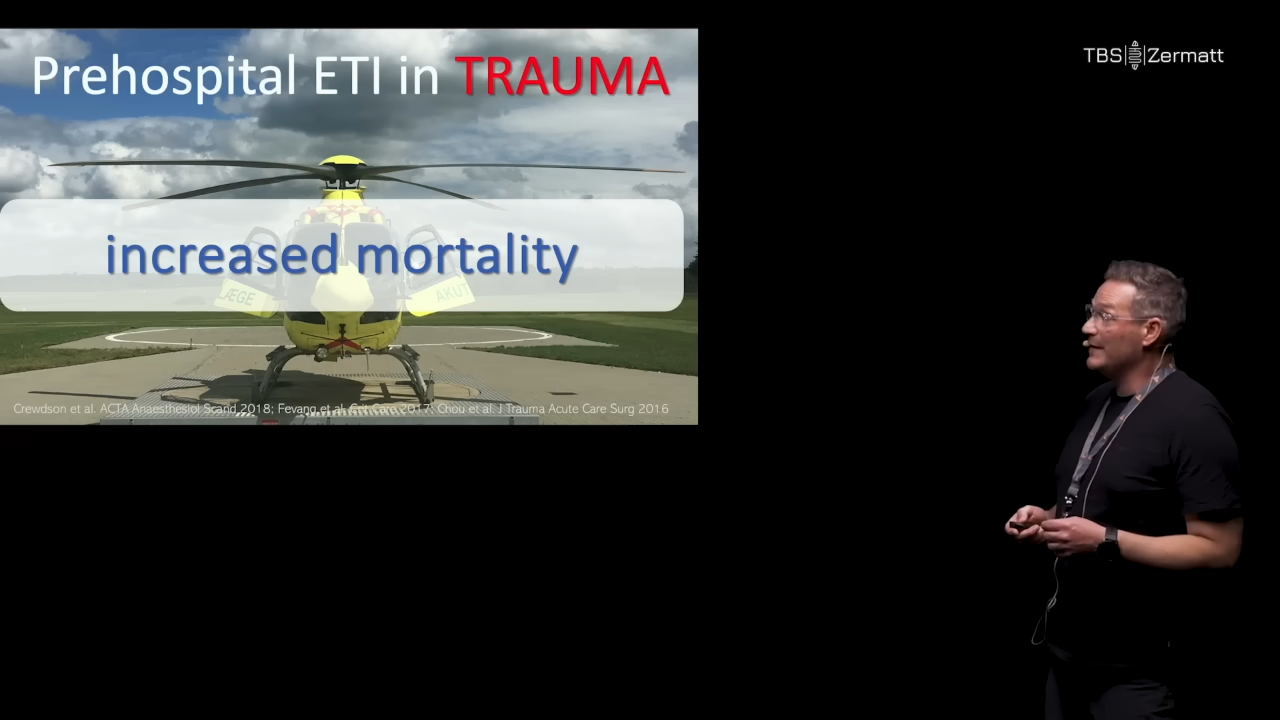 Prehospital ETI in TRAUMA
TBS Zermatt
increased mortality
LÆGE
AKUT
Crewdson et al. ACTA Anaesthesiol Scand 2018; Fevang et al. Crit Care 2017; Chou et al. J Trauma Acute Care Surg 2016